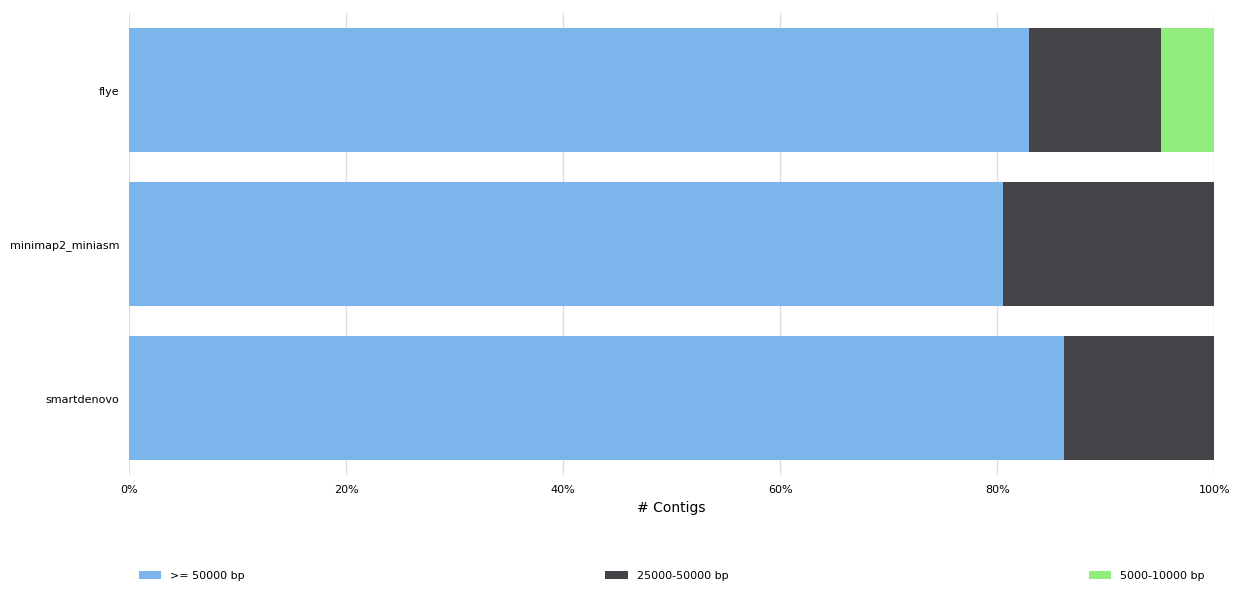 flye
minimap2_miniasm
smartdenovo
0% 20% 40% 60% 80% 100%
# Contigs
>= 50000 bp 25000-50000 bp 5000-10000 bp